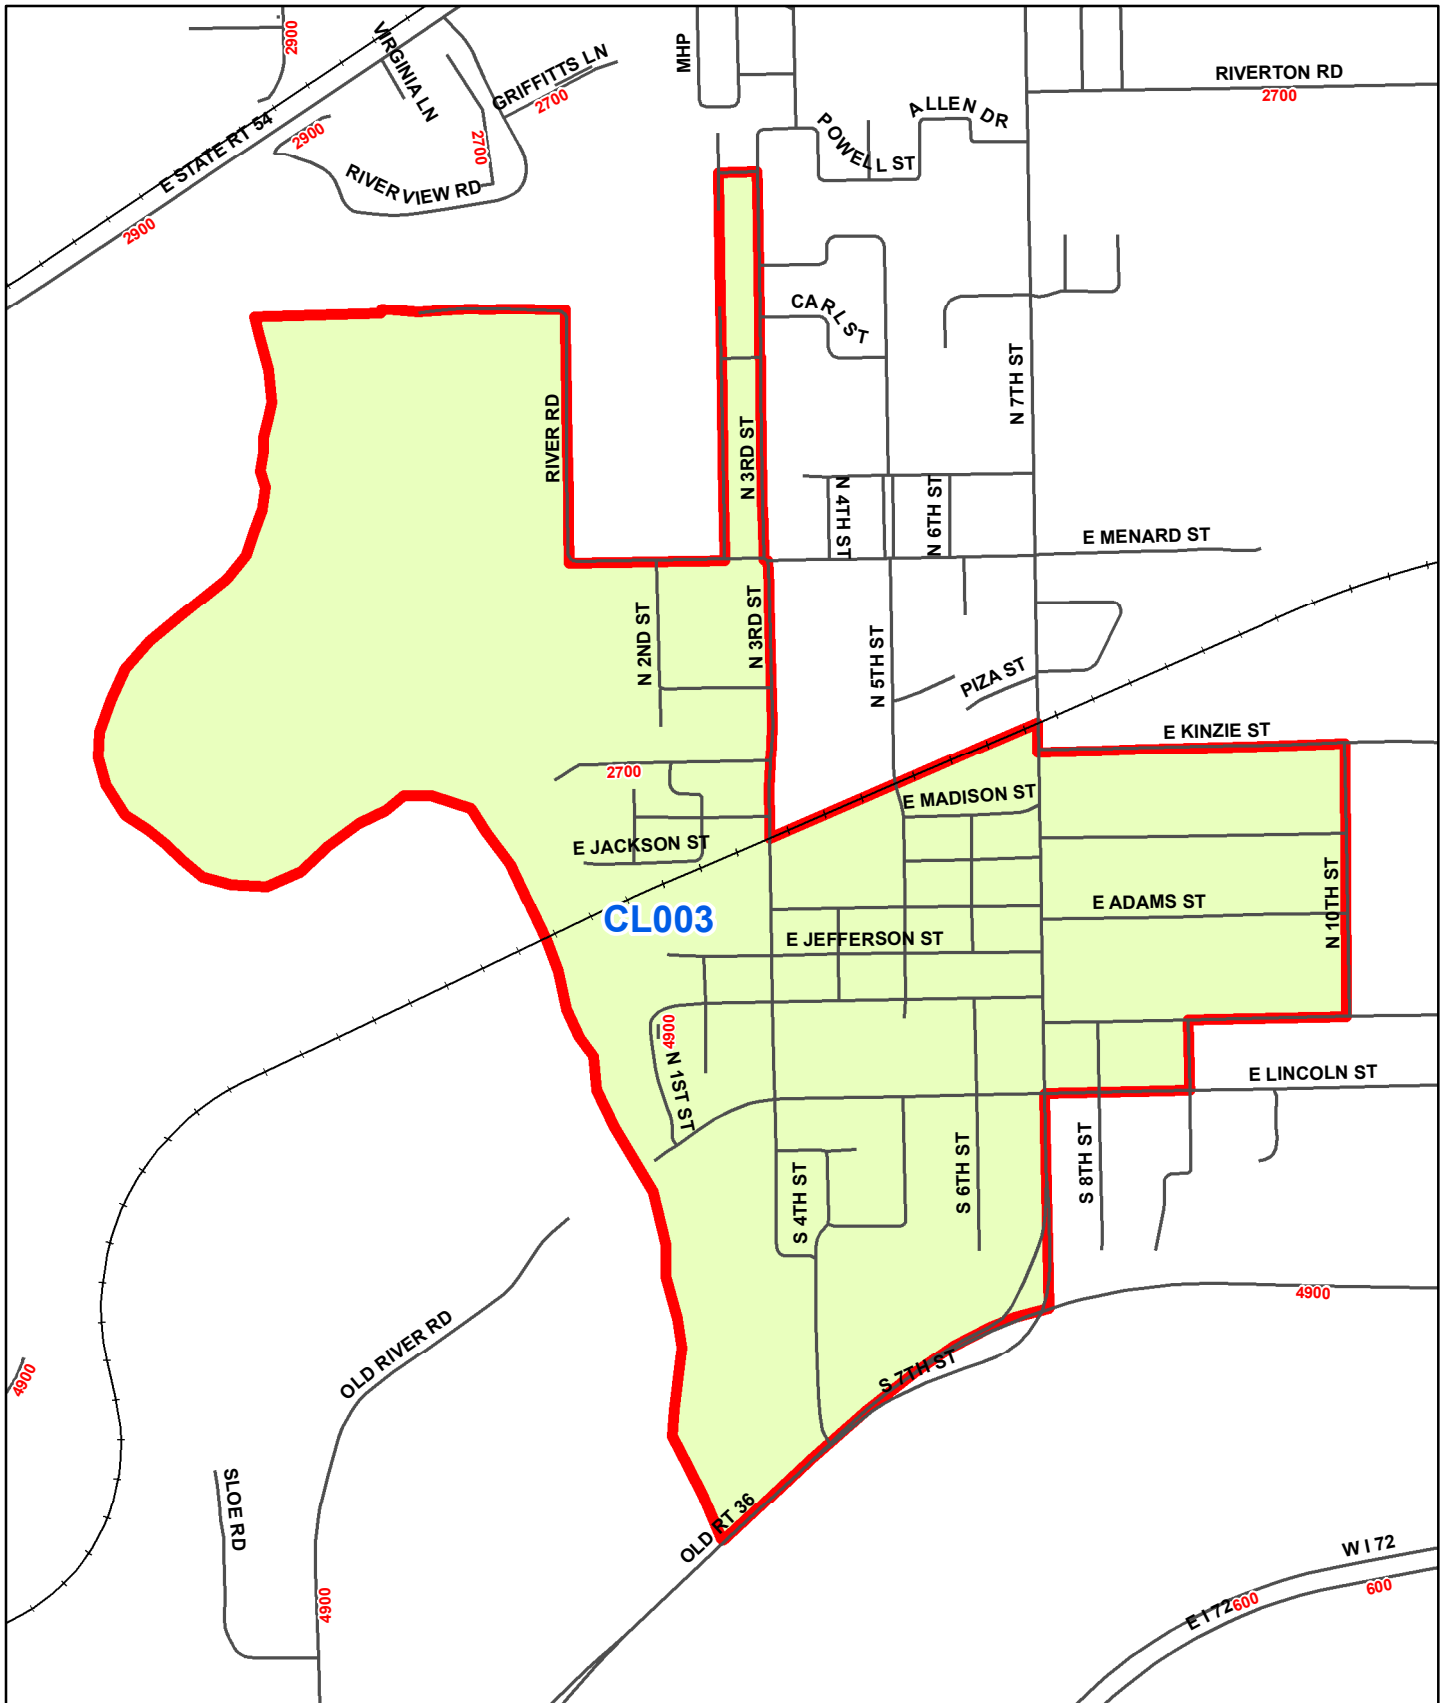 2900
VIRGINIA LN
GRIFFITTS LN
2700
MHP
RIVERTON RD
2700
ALLEN DR
POWELL ST
E STATE RT 54
2900
2700
RIVERVIEW RD
2900
CARL ST
N 7TH ST
RIVER RD
N 3RD ST
N 4TH ST
N 6TH ST
E MENARD ST
N 2ND ST
N 3RD ST
N 5TH ST
PIZA ST
E KINZIE ST
2700
E MADISON ST
E JACKSON ST
CL003
E ADAMS ST
N 10TH ST
E JEFFERSON ST
4900
N 1ST ST
E LINCOLN ST
S 4TH ST
S 6TH ST
S 8TH ST
4900
OLD RIVER RD
4900
S 7TH ST
SLOE RD
OLD RT 36
4900
W I 72
600
E I 72
600